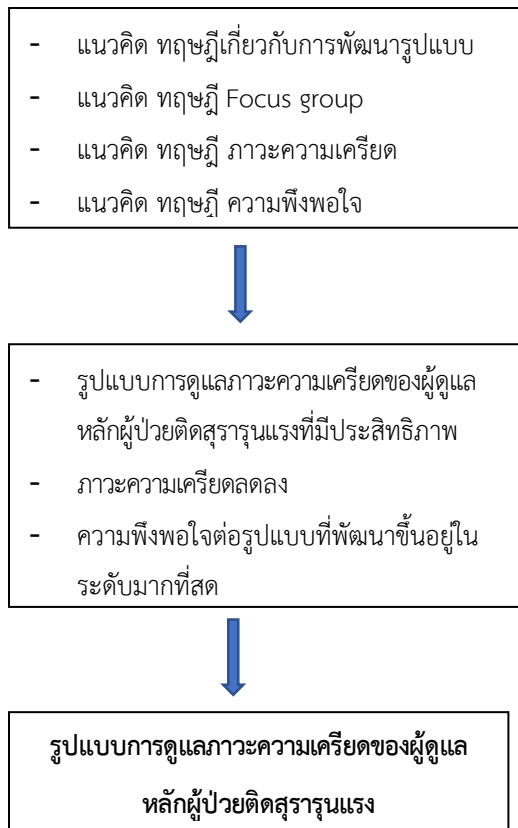 - แนวคิด ทฤษฎีเกี่ยวกับการพัฒนารูปแบบ
- แนวคิด ทฤษฎี Focus group
- แนวคิด ทฤษฎี ภาวะความเครียด
- แนวคิด ทฤษฎี ความพึงพอใจ
- รูปแบบการดูแลภาวะความเครียดของผู้ดูแล
หลักผู้ป่วยติดสุรารุนแรงที่มีประสิทธิภาพ
- ภาวะความเครียดลดลง
- ความพึงพอใจต่อรูปแบบที่พัฒนาขึ้นอยู่ใน
ระดับมากที่สุด
รูปแบบการดูแลภาวะความเครียดของผู้ดูแล
หลักผู้ป่วยติดสุรารุนแรง